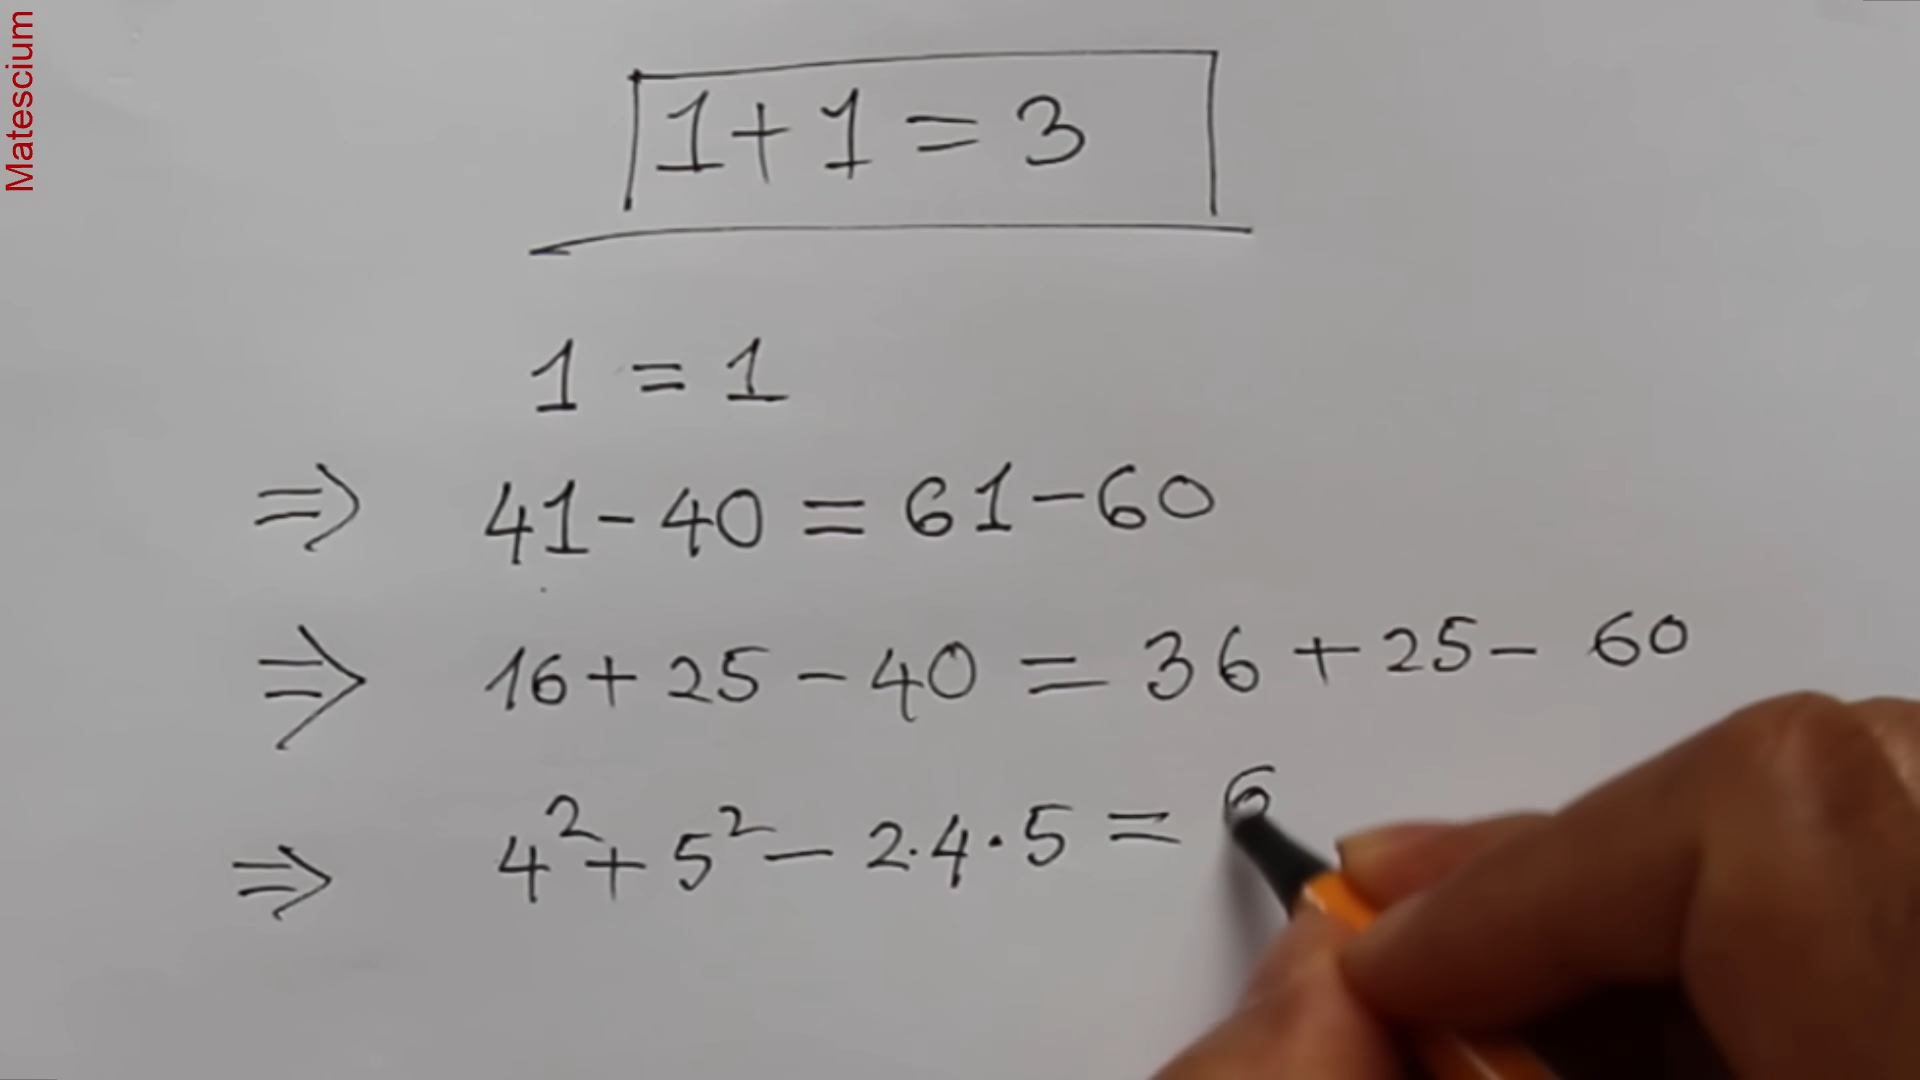 Matescium
1+1=3
1 = 1
⇒ 41-40 = 61-60
⇒ 16+25-40 = 36+25-60
⇒ 4²+5²-2.4.5 = 6